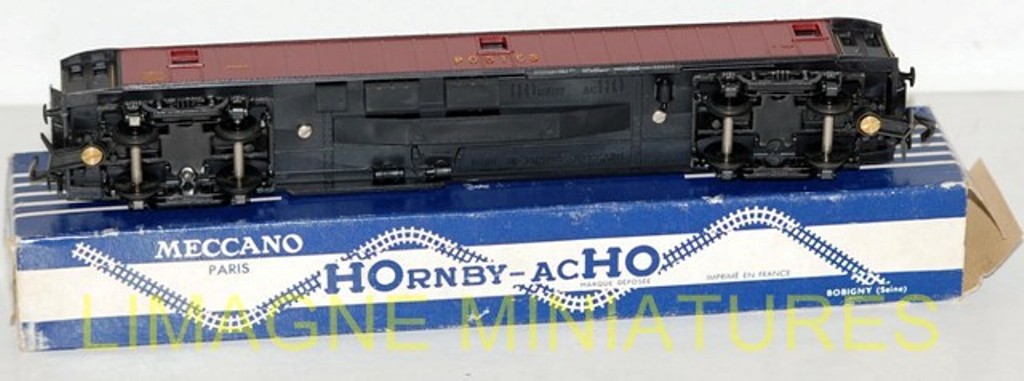 POSTES
HORNBY ACHO
MECCANO
PARIS
HORNBY-ACHO
MARQUE DÉPOSÉE
IMPRIMÉ EN FRANCE
BOBIGNY (Seine)
LIMAGNE MINIATURES